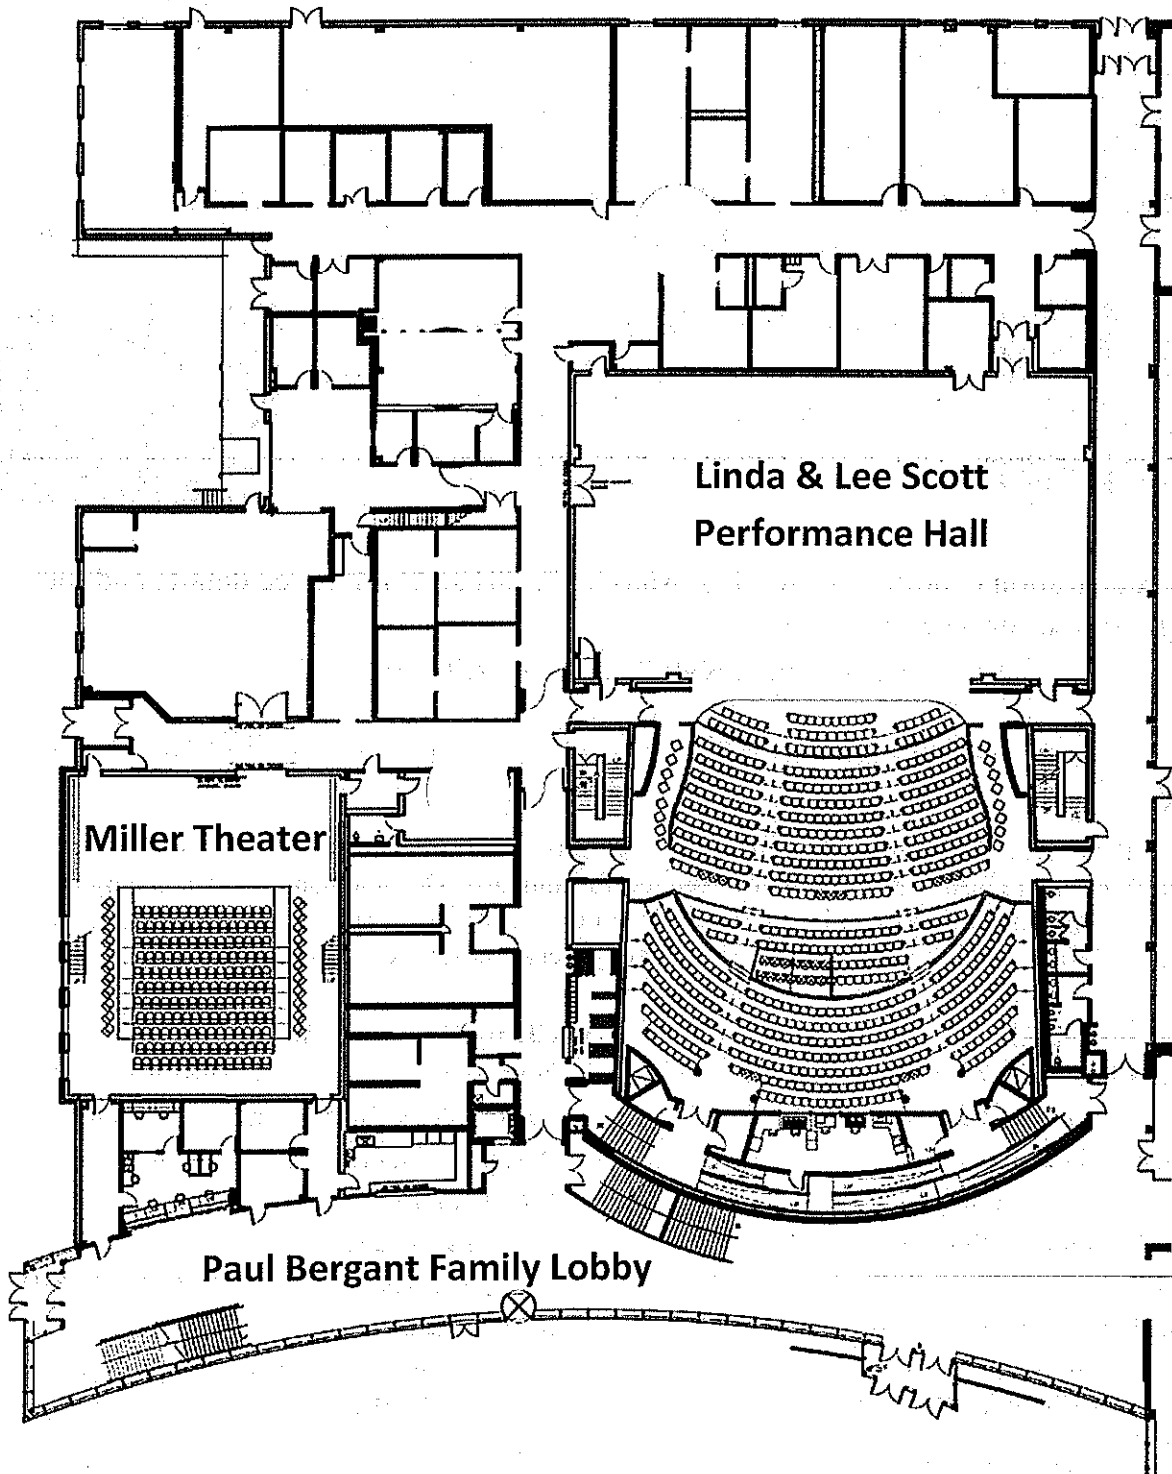 Linda & Lee Scott
Performance Hall
Miller Theater
Paul Bergant Family Lobby